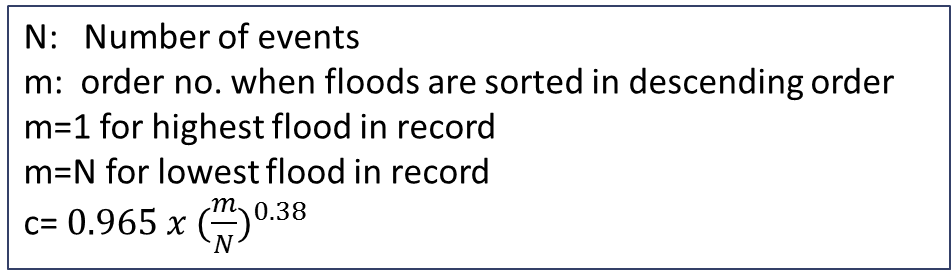 N: Number of events
m: order no. when floods are sorted in descending order
m=1 for highest flood in record
m=N for lowest flood in record
c= 0.965 x (m/N)^0.38